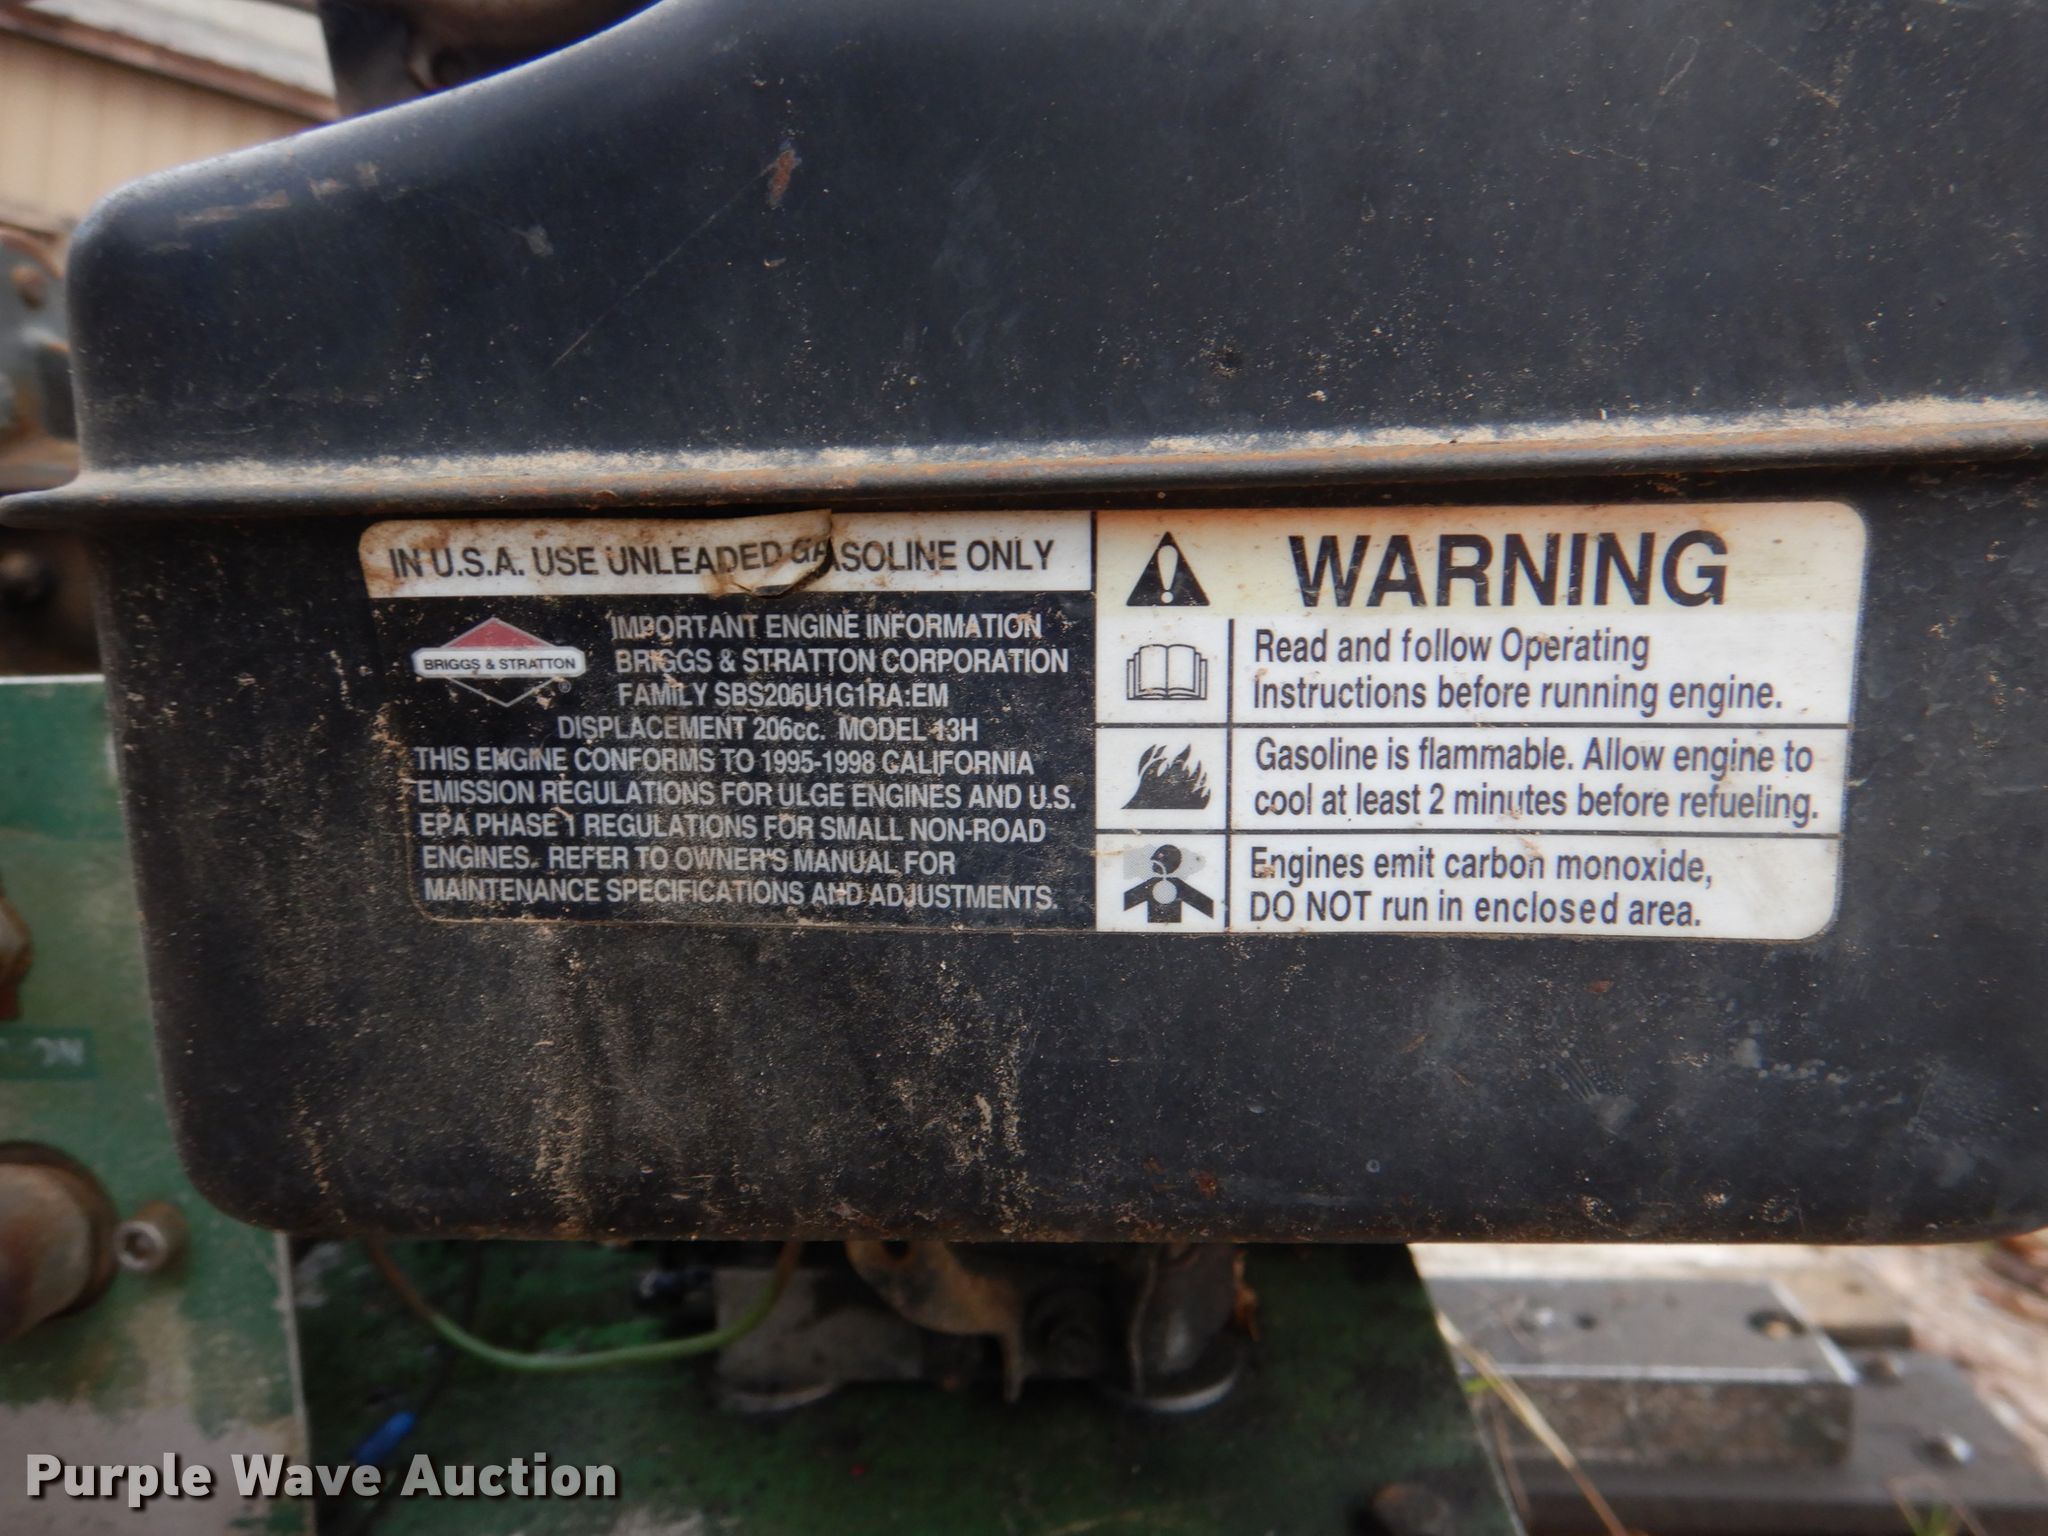 IN U.S.A. USE UNLEADED GASOLINE ONLY
BRIGGS & STRATTON
®
IMPORTANT ENGINE INFORMATION
BRIGGS & STRATTON CORPORATION
FAMILY SBS206U1G1RA:EM
DISPLACEMENT 206cc. MODEL 13H
THIS ENGINE CONFORMS TO 1995-1998 CALIFORNIA
EMISSION REGULATIONS FOR ULGE ENGINES AND U.S.
EPA PHASE 1 REGULATIONS FOR SMALL NON-ROAD
ENGINES. REFER TO OWNER'S MANUAL FOR
MAINTENANCE SPECIFICATIONS AND ADJUSTMENTS.
WARNING
Read and follow Operating
Instructions before running engine.
Gasoline is flammable. Allow engine to
cool at least 2 minutes before refueling.
Engines emit carbon monoxide,
DO NOT run in enclosed area.
Purple Wave Auction